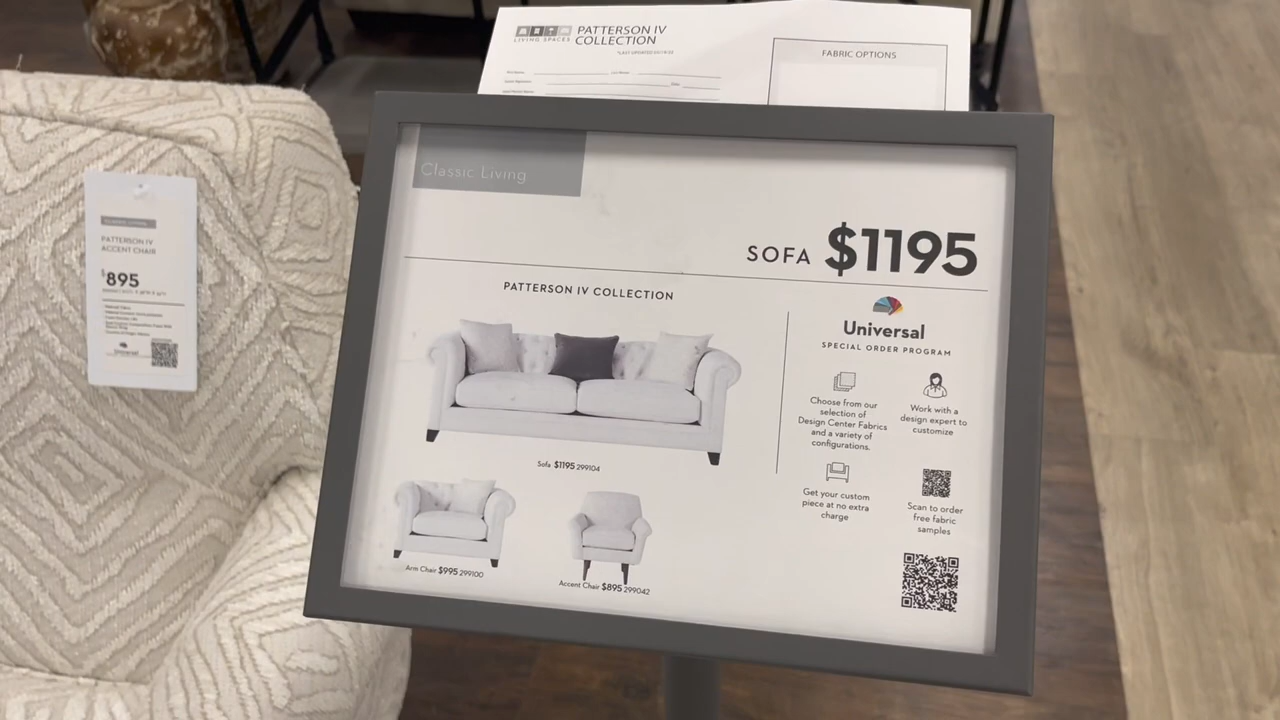 LIVING SPACES
PATTERSON IV
COLLECTION
FABRIC OPTIONS
Classic Living
SOFA $1195
PATTERSON IV COLLECTION
Sofa $1195 299104
Arm Chair $995 299100
Accent Chair $895 299042
Universal
SPECIAL ORDER PROGRAM
Choose from our
selection of
Design Center Fabrics
and a variety of
configurations.
Work with a
design expert to
customize
Get your custom
piece at no extra
charge
Scan to order
free fabric
samples
PATTERSON IV
ACCENT CHAIR
$895
Universal